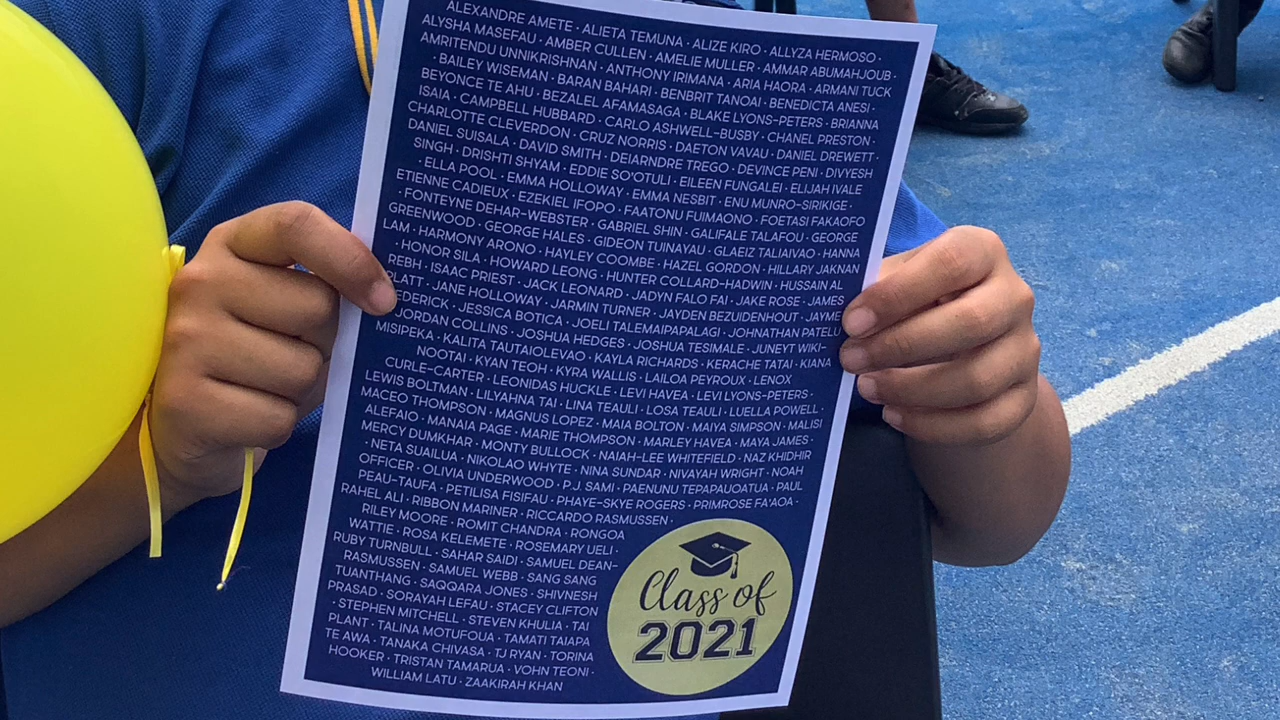 ALEXANDRE AMETE · ALIETA TEMUNA · ALIZE KIRO · ALLYZA HERMOSO ·
ALYSHA MASEFAU · AMBER CULLEN · AMELIE MULLER · AMMAR ABUMAHJOUB ·
AMRITENDU UNNIKRISHNAN · ANTHONY IRIMANA · ARIA HAORA · ARMANI TUCK
· BAILEY WISEMAN · BARAN BAHARI · BENBRIT TANOAI · BENEDICTA ANESI ·
BEYONCE TE AHU · BEZALEL AFAMASAGA · BLAKE LYONS-PETERS · BRIANNA
ISAIA · CAMPBELL HUBBARD · CARLO ASHWELL-BUSBY · CHANEL PRESTON ·
CHARLOTTE CLEVERDON · CRUZ NORRIS · DAETON VAVAU · DANIEL DREWETT ·
DANIEL SUISALA · DAVID SMITH · DEIARNDRE TREGO · DEVINCE PENI · DIVYESH
SINGH · DRISHTI SHYAM · EDDIE SO'OTULI · EILEEN FUNGALEI · ELIJAH IVALE
· ELLA POOL · EMMA HOLLOWAY · EMMA NESBIT · ENU MUNRO-SIRIKIGE ·
ETIENNE CADIEUX · EZEKIEL IFOPO · FAATONU FUIMAONO · FOETASI FAKAOFO
· FONTEYNE DEHAR-WEBSTER · GABRIEL SHIN · GALIFALE TALAFOU · GEORGE
GREENWOOD · GEORGE HALES · GIDEON TUINAYAU · GLAEIZ TALIAIVAO · HANNA
LAM · HARMONY ARONO · HAYLEY COOMBE · HAZEL GORDON · HILLARY JAKNAN
· HONOR SILA · HOWARD LEONG · HUNTER COLLARD-HADWIN · HUSSAIN AL
REBH · ISAAC PRIEST · JACK LEONARD · JADYN FALO FAI · JAKE ROSE · JAMES
PLATT · JANE HOLLOWAY · JARMIN TURNER · JAYDEN BEZUIDENHOUT · JAYME
EDERICK · JESSICA BOTICA · JOELI TALEMAIPAPALAGI · JOHNATHAN PATELU
JORDAN COLLINS · JOSHUA HEDGES · JOSHUA TESIMALE · JUNEYT WIKI-
MISIPEKA · KALITA TAUTAIOLEVAO · KAYLA RICHARDS · KERACHE TATAI · KIANA
NOOTAI · KYAN TEOH · KYRA WALLIS · LAILOA PEYROUX · LENOX
CURLE-CARTER · LEONIDAS HUCKLE · LEVI HAVEA · LEVI LYONS-PETERS ·
LEWIS BOLTMAN · LILYAHNA TAI · LINA TEAULI · LOSA TEAULI · LUELLA POWELL ·
MACEO THOMPSON · MAGNUS LOPEZ · MAIA BOLTON · MAIYA SIMPSON · MALISI
ALEFAIO · MANAIA PAGE · MARIE THOMPSON · MARLEY HAVEA · MAYA JAMES ·
MERCY DUMKHAR · MONTY BULLOCK · NAIAH-LEE WHITEFIELD · NAZ KHIDHIR
· NETA SUAILUA · NIKOLAO WHYTE · NINA SUNDAR · NIVAYAH WRIGHT · NOAH
OFFICER · OLIVIA UNDERWOOD · P.J SAMI · PAENUNU TEPAPAUOATUA · PAUL
PEAU-TAUFA · PETILISA FISIFAU · PHAYE-SKYE ROGERS · PRIMROSE FA'AOA ·
RAHEL ALI · RIBBON MARINER · RICCARDO RASMUSSEN ·
RILEY MOORE · ROMIT CHANDRA · RONGOA
WATTIE · ROSA KELEMETE · ROSEMARY UELI ·
RUBY TURNBULL · SAHAR SAIDI · SAMUEL DEAN-
RASMUSSEN · SAMUEL WEBB · SANG SANG
TUANTHANG · SAQQARA JONES · SHIVNESH
PRASAD · SORAYAH LEFAU · STACEY CLIFTON
· STEPHEN MITCHELL · STEVEN KHULIA · TAI
PLANT · TALINA MOTUFOUA · TAMATI TAIAPA
TE AWA · TANAKA CHIVASA · TJ RYAN · TORINA
HOOKER · TRISTAN TAMARUA · VOHN TEONI ·
WILLIAM LATU · ZAAKIRAH KHAN
Class of
2021